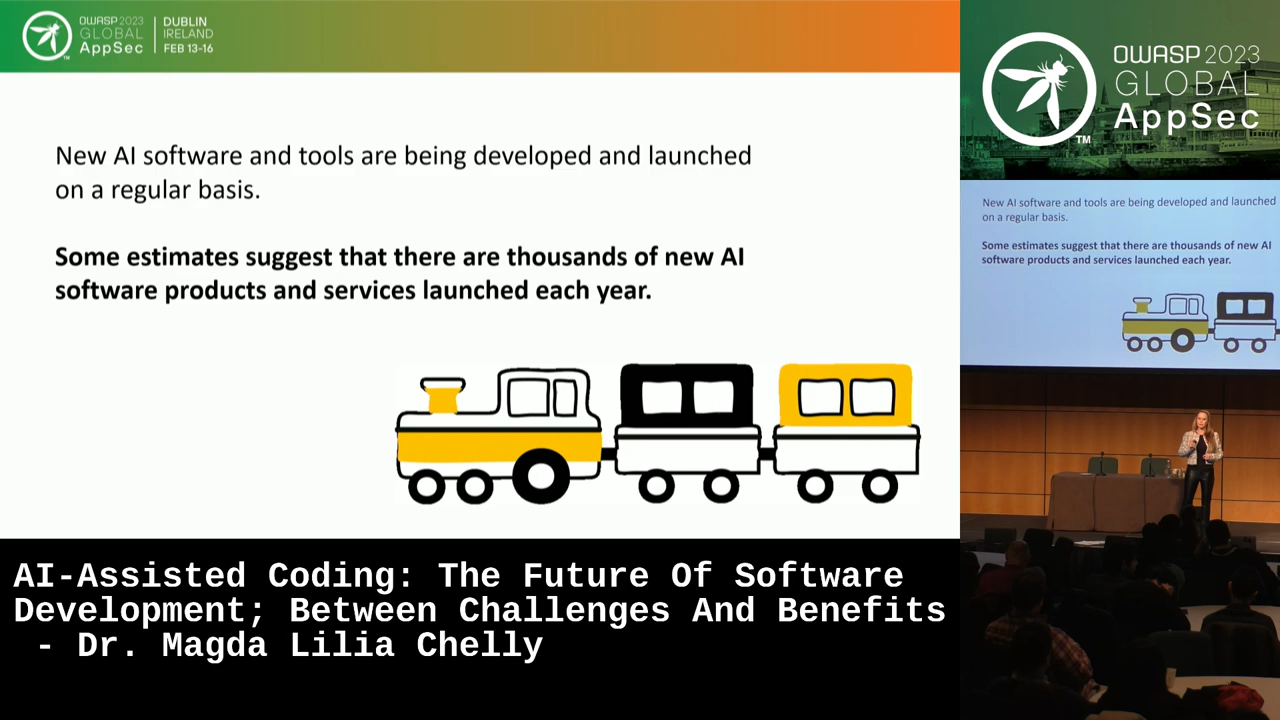 OWASP 2023
GLOBAL
AppSec
TM
DUBLIN
IRELAND
FEB 13-16
New AI software and tools are being developed and launched
on a regular basis.
Some estimates suggest that there are thousands of new AI
software products and services launched each year.
AI-Assisted Coding: The Future Of Software
Development; Between Challenges And Benefits
- Dr. Magda Lilia Chelly
OWASP 2023
GLOBAL
AppSec
TM
New AI software and tools are being developed and launched
on a regular basis.
Some estimates suggest that there are thousands of new AI
software products and services launched each year.